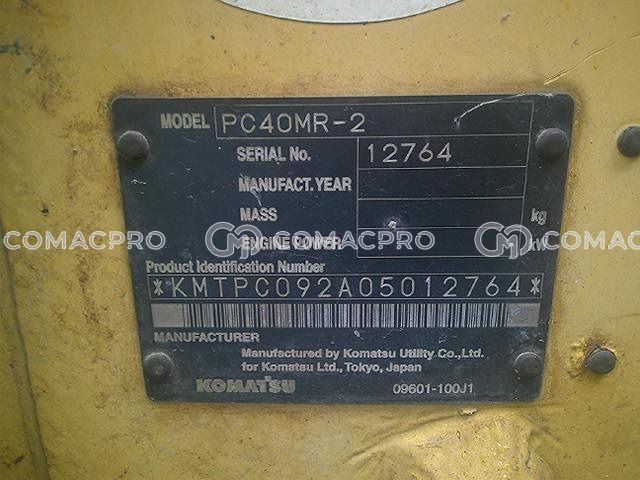 MODEL PC40MR-2
SERIAL No. 12764
MANUFACT. YEAR
MASS kg
COMACPRO COMACPRO COMACPRO
ENGINE POWER kW
Product Identification Number
*KMTPC092A05012764*
MANUFACTURER
Manufactured by Komatsu Utility Co.,Ltd.
for Komatsu Ltd., Tokyo, Japan
KOMATSU 09601-100J1